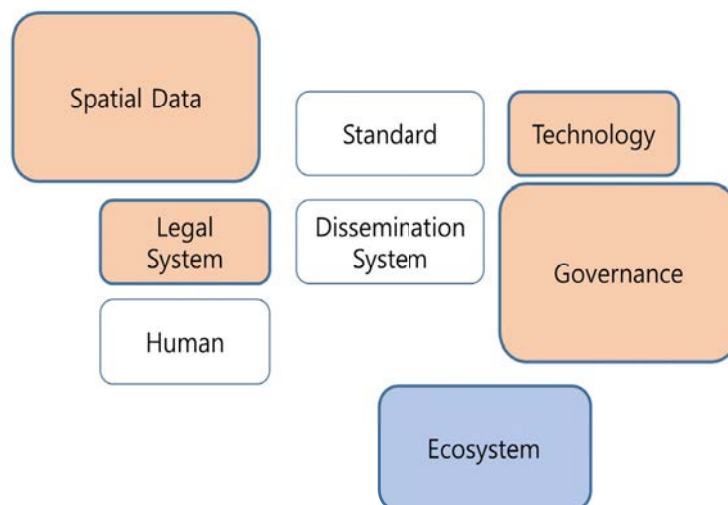 Spatial Data
Standard
Technology
Legal
System
Dissemination
System
Governance
Human
Ecosystem